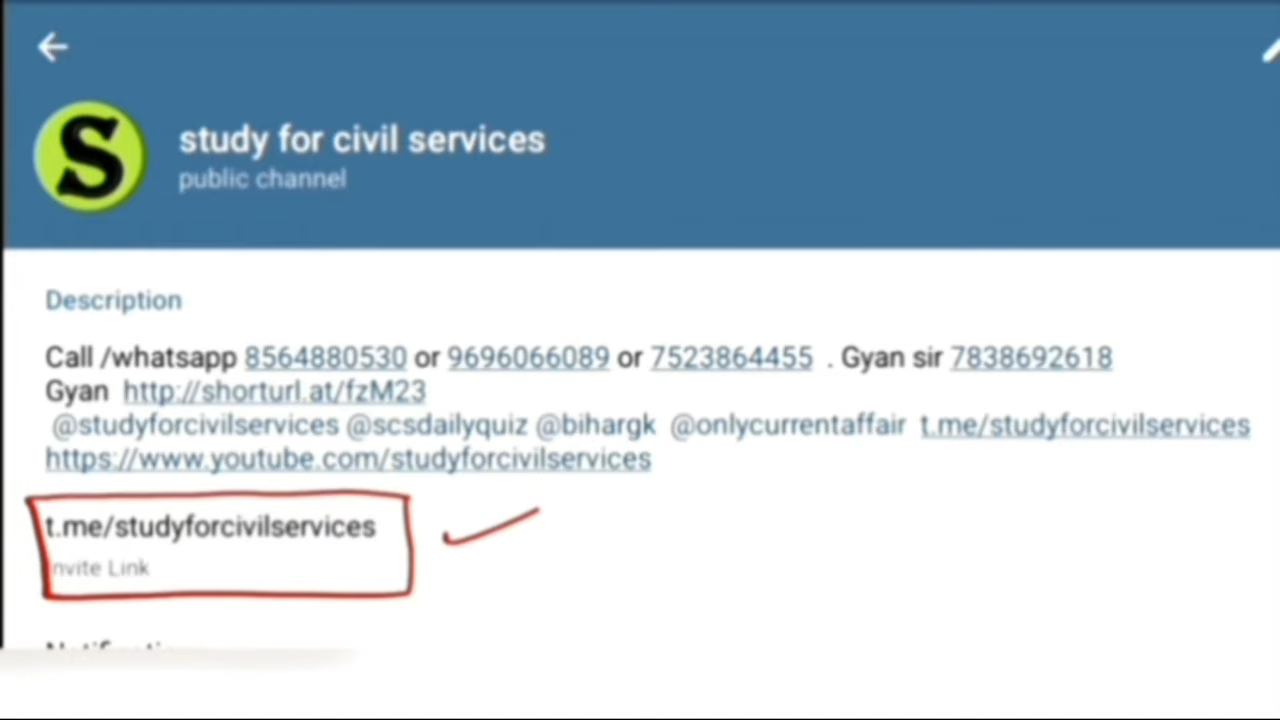 S
study for civil services
public channel
Description
Call /whatsapp 8564880530 or 9696066089 or 7523864455 . Gyan sir 7838692618
Gyan http://shorturl.at/fzM23
@studyforcivilservices @scsdailyquiz @bihargk @onlycurrentaffair t.me/studyforcivilservices
https://www.youtube.com/studyforcivilservices
t.me/studyforcivilservices
Invite Link